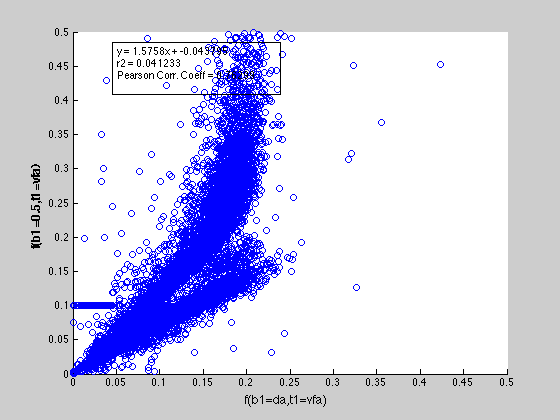 y = 1.5758x + -0.043
r2 = 0.041233
Pearson Corr. Coeff =
0.5
0.45
0.4
0.35
0.3
0.25
0.2
0.15
0.1
0.05
0
f(b1=0.5,t1=vfa)
0 0.05 0.1 0.15 0.2 0.25 0.3 0.35 0.4 0.45 0.5
f(b1=da,t1=vfa)